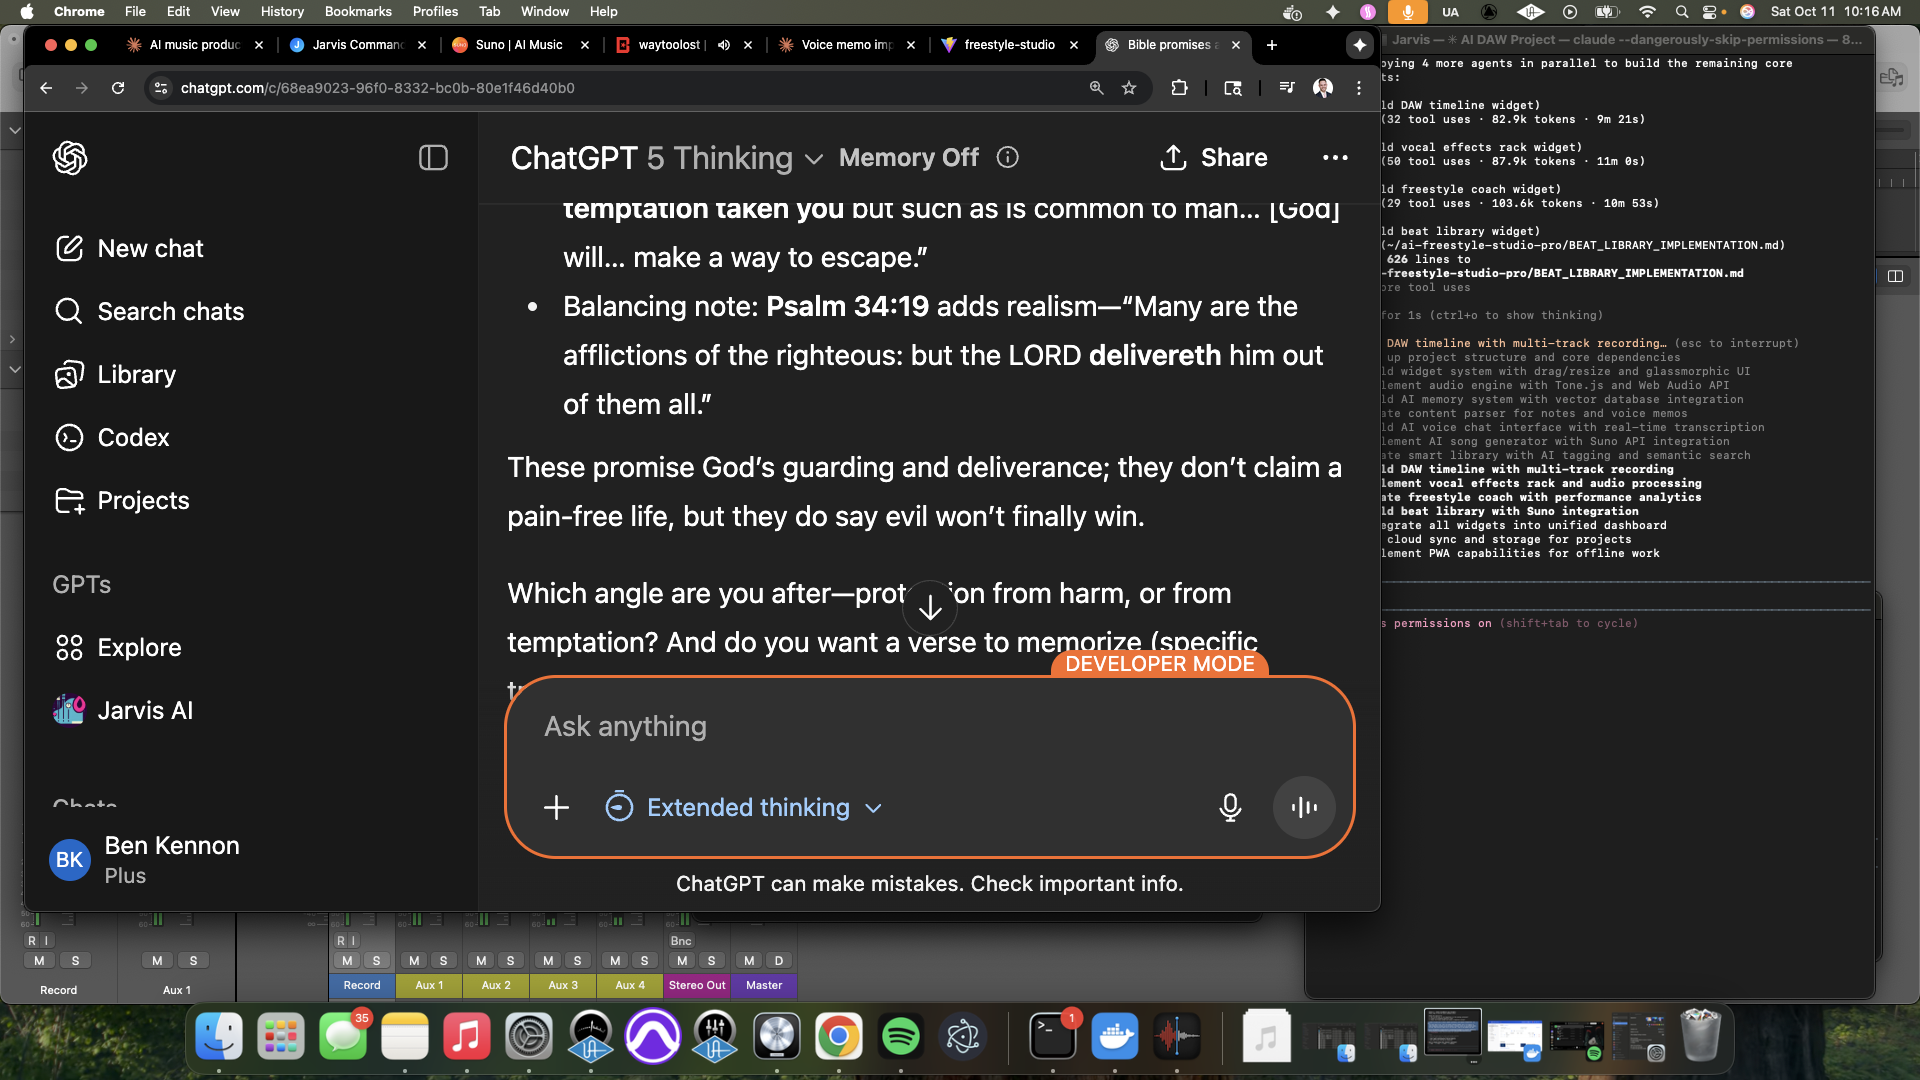 Chrome File Edit View History Bookmarks Profiles Tab Window Help
UA
Sat Oct 11 10:16 AM
AI music produc
Jarvis Comman
Suno | AI Music
waytoolost
Voice memo im
freestyle-studio
Bible promises a
chatgpt.com/c/68ea9023-96f0-8332-bc0b-80e1f46d40b0
New chat
Search chats
Library
Codex
Projects
GPTs
Explore
Jarvis AI
Chats
BK
Ben Kennon
Plus
ChatGPT 5 Thinking
Memory Off
Share
temptation taken you but such as is common to man… [God]
will… make a way to escape.”
• Balancing note: Psalm 34:19 adds realism—“Many are the
afflictions of the righteous: but the LORD delivereth him out
of them all.”
These promise God’s guarding and deliverance; they don’t claim a
pain-free life, but they do say evil won’t finally win.
Which angle are you after—prot ion from harm, or from
temptation? And do you want a verse to memorize (specific
DEVELOPER MODE
Ask anything
Extended thinking
ChatGPT can make mistakes. Check important info.
Jarvis — ✳ AI DAW Project — claude --dangerously-skip-permissions — 8…
ying 4 more agents in parallel to build the remaining core
ts:
ld DAW timeline widget)
(32 tool uses · 82.9k tokens · 9m 21s)
ld vocal effects rack widget)
(50 tool uses · 87.9k tokens · 11m 0s)
ld freestyle coach widget)
(29 tool uses · 103.6k tokens · 10m 53s)
ld beat library widget)
(~/ai-freestyle-studio-pro/BEAT_LIBRARY_IMPLEMENTATION.md)
626 lines to
-freestyle-studio-pro/BEAT_LIBRARY_IMPLEMENTATION.md
ore tool uses
for 1s (ctrl+o to show thinking)
DAW timeline with multi-track recording… (esc to interrupt)
up project structure and core dependencies
ld widget system with drag/resize and glassmorphic UI
lement audio engine with Tone.js and Web Audio API
ld AI memory system with vector database integration
ate content parser for notes and voice memos
ld AI voice chat interface with real-time transcription
lement AI song generator with Suno API integration
ate smart library with AI tagging and semantic search
ld DAW timeline with multi-track recording
lement vocal effects rack and audio processing
ate freestyle coach with performance analytics
ld beat library with Suno integration
egrate all widgets into unified dashboard
cloud sync and storage for projects
lement PWA capabilities for offline work
s permissions on (shift+tab to cycle)
R I
R I
Bnc
M S M S M S M S M S M S M S M S M D
Record Aux 1 Record Aux 1 Aux 2 Aux 3 Aux 4 Stereo Out Master
35
1